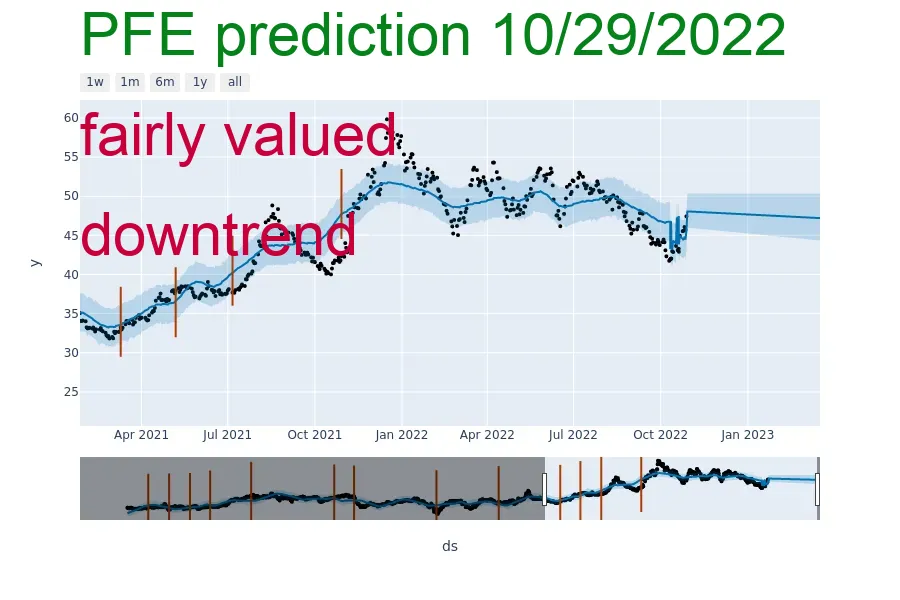 PFE prediction 10/29/2022
1w 1m 6m 1y all
fairly valued
downtrend
60
55
50
45
40
35
30
25
y
Apr 2021 Jul 2021 Oct 2021 Jan 2022 Apr 2022 Jul 2022 Oct 2022 Jan 2023
ds